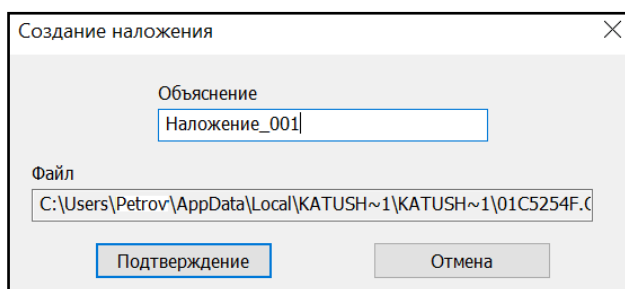 Создание наложения
Объяснение
Наложение_001
Файл
C:\Users\Petrov\AppData\Local\KATUSH~1\KATUSH~1\01C5254F.
Подтверждение
Отмена